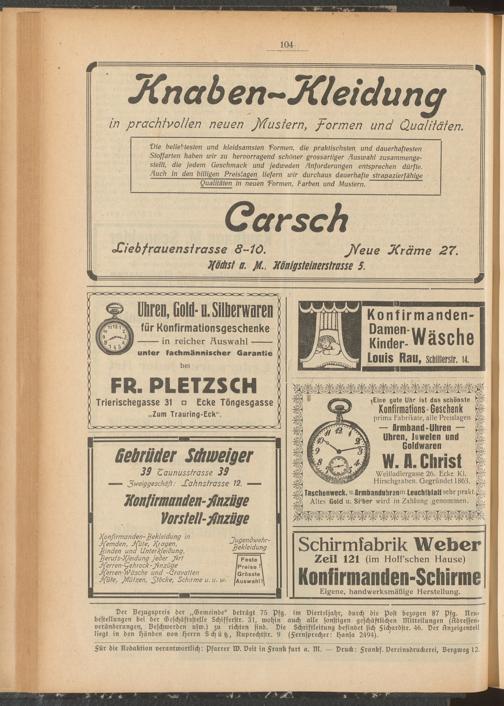 104
Knaben-Kleidung
in prachtvollen neuen Mustern, Formen und Qualitäten.
Die beliebtesten und kleidsamsten Formen, die praktischsten und dauerhaftesten
Stoffarten haben wir zu hervorragend schöner grossartiger Auswahl zusammenge-
stellt, die jedem Geschmack und jedweden Anforderungen entsprechen dürfte.
Auch in den billigen Preislagen liefern wir durchaus dauerhafte strapazierfähige
Qualitäten in neuen Formen, Farben und Mustern.
Carsch
Liebfrauenstrasse 8-10. Neue Kräme 27.
Höchst a. M., Königsteinerstrasse 5.
Uhren, Gold- u. Silberwaren
für Konfirmationsgeschenke
in reicher Auswahl
unter fachmännischer Garantie
bei
FR. PLETZSCH
Trierischegasse 31 □ Ecke Töngesgasse
„Zum Trauring-Eck".
Gebrüder Schweiger
39 Taunusstrasse 39
Zweiggeschäft: Lahnstrasse 12.
Konfirmanden-Anzüge
Vorstell-Anzüge
Konfirmanden-Bekleidung in
Hemden, Hüte, Kragen,
Binden und Unterkleidung.
Berufs-Kleidung jeder Art
Herren-Gehrock-Anzüge
Herren-Wäsche und -Cravatten
Hüte, Mützen, Stöcke, Schirme u. u. w.
Jugendwehr-
Bekleidung
Feste
Preise
Grösste
Auswahl!
Konfirmanden-
Damen-
Kinder- Wäsche
Louis Rau, Schillerstr. 14.
Eine gute Uhr ist das schönste
Konfirmations-Geschenk
prima Fabrikate, alle Preislagen
Armband-Uhren
Uhren, Juwelen und
Goldwaren
W. A. Christ
Weißadlergasse 26, Ecke Kl.
Hirschgraben. Gegründet 1863.
Taschenweck. u. Armbanduhren m. Leuchtblatt sehr prakt.
Altes Gold u. Silber wird in Zahlung genommen.
Schirmfabrik Weber
Zeil 121 (im Hoff'schen Hause)
Konfirmanden-Schirme
Eigene, handwerksmäßige Herstellung.
Der Bezugspreis der „Gemeinde" beträgt 75 Pfg. im Vierteljahr, durch die Post bezogen 87 Pfg. Neu-
bestellungen bei der Geschäftsstelle Schifferstr. 31, wohin auch alle sonstigen geschäftlichen Mitteilungen (Adressen-
veränderungen, Beschwerden usw.) zu richten sind. Die Schriftleitung befindet sich Fichardstr. 46. Der Anzeigenteil
liegt in den Händen von Herrn Schütz, Ruprechtstr. 9 (Fernsprecher: Hansa 2494).
Für die Redaktion verantwortlich: Pfarrer W. Veit in Frankfurt a. M. — Druck: Frankf. Vereinsdruckerei, Bergweg 12.